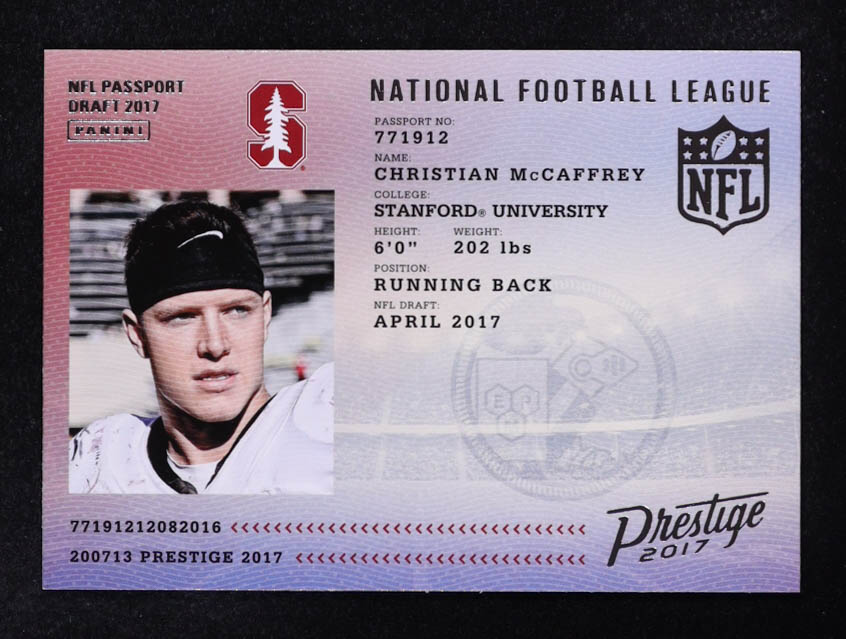 NFL PASSPORT
DRAFT 2017
PANINI
S
NATIONAL FOOTBALL LEAGUE
PASSPORT NO:
771912
NAME:
CHRISTIAN McCAFFREY
COLLEGE:
STANFORD® UNIVERSITY
HEIGHT: WEIGHT:
6'0" 202 lbs
POSITION:
RUNNING BACK
NFL DRAFT:
APRIL 2017
NFL
77191212082016 <<<<<<<<<<<<<<<<<<<<<<<<<<<<<<<<<
200713 PRESTIGE 2017 <<<<<<<<<<<<<<<<<<<<<<<<<<<
Prestige
2017